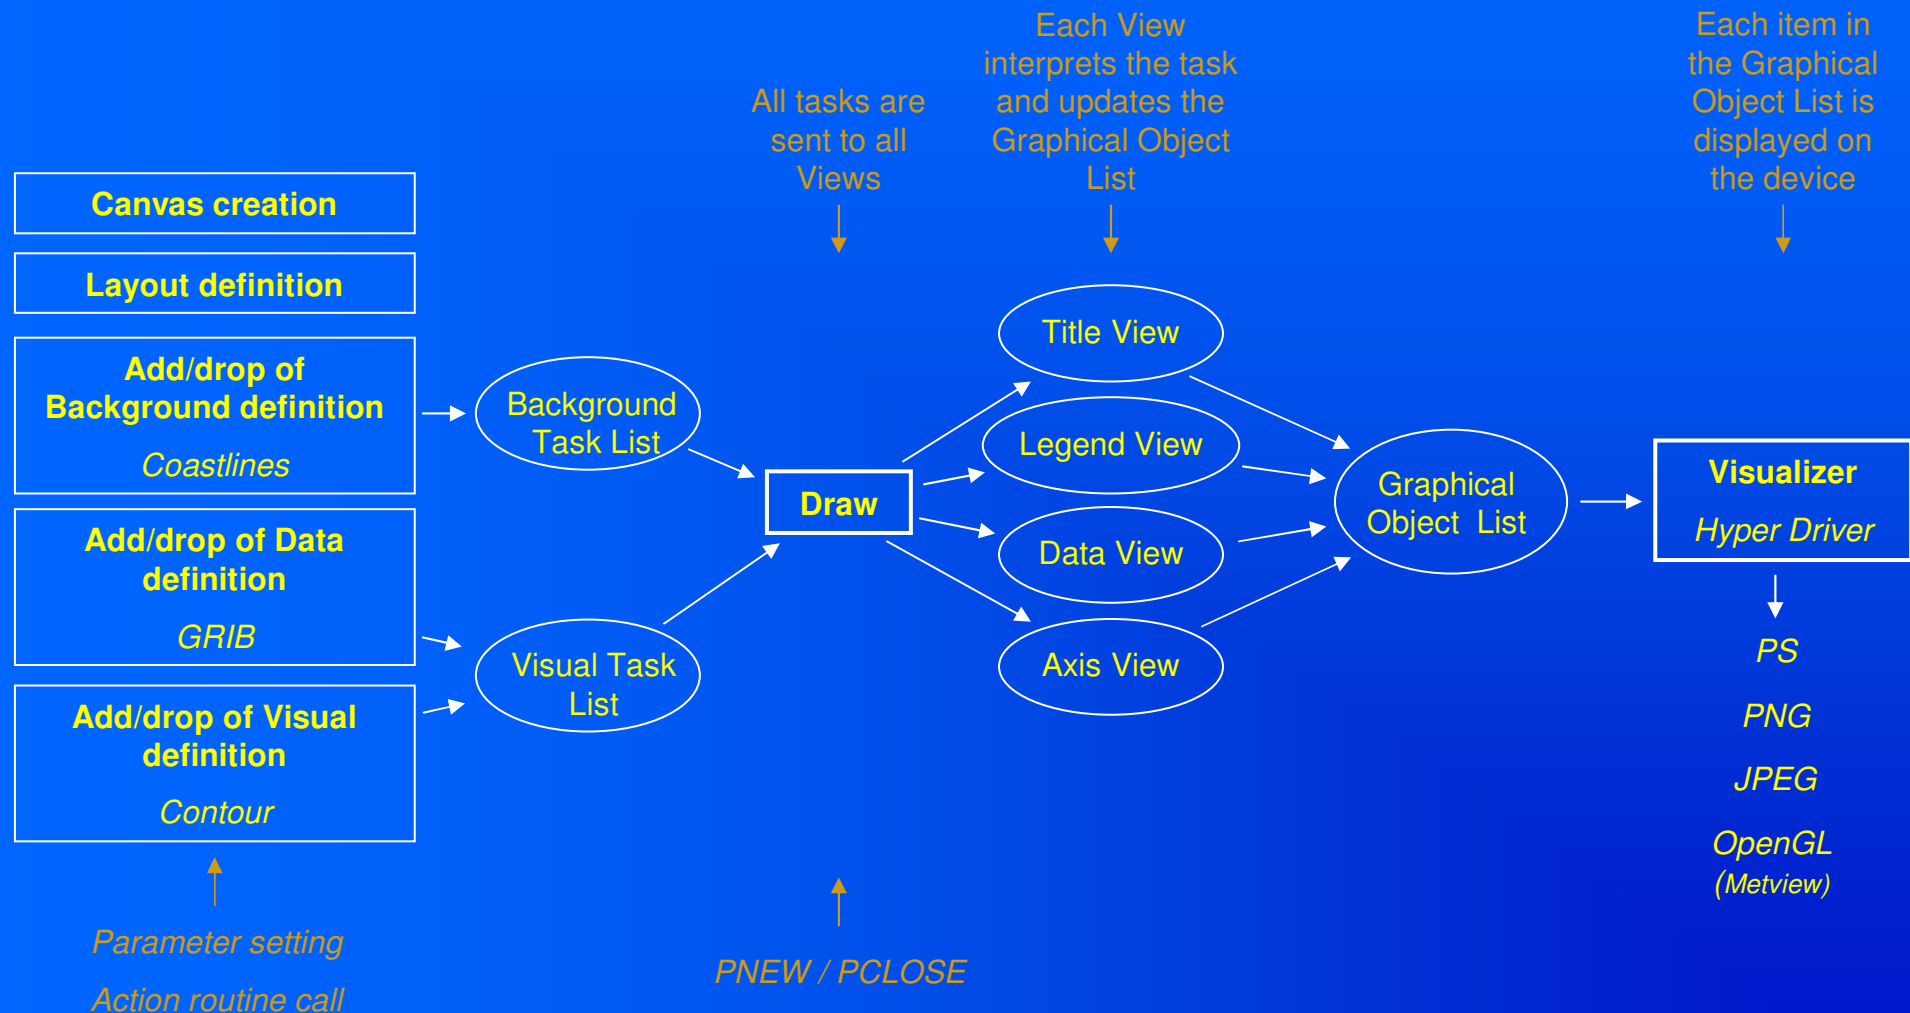 Each View
interprets the task
and updates the
Graphical Object
List
Each item in
the Graphical
Object List is
displayed on
the device
All tasks are
sent to all
Views
Canvas creation
Layout definition
Add/drop of
Background definition
Coastlines
Add/drop of Data
definition
GRIB
Add/drop of Visual
definition
Contour
Parameter setting
Action routine call
Background
Task List
Visual Task
List
Draw
PNEW / PCLOSE
Title View
Legend View
Data View
Axis View
Graphical
Object List
Visualizer
Hyper Driver
PS
PNG
JPEG
OpenGL
(Metview)